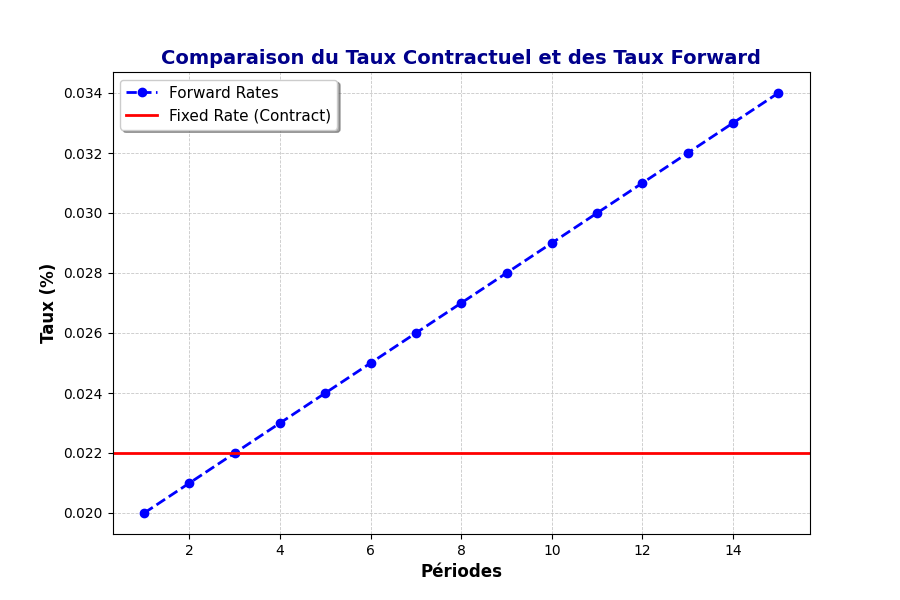 Comparaison du Taux Contractuel et des Taux Forward
Forward Rates
Fixed Rate (Contract)
Taux (%)
0.034
0.032
0.030
0.028
0.026
0.024
0.022
0.020
2 4 6 8 10 12 14
Périodes